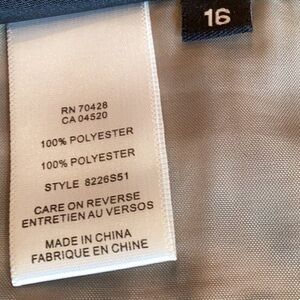 16
RN 70428
CA 04520
100% POLYESTER
100% POLYESTER
STYLE 8226S51
CARE ON REVERSE
ENTRETIEN AU VERSOS
MADE IN CHINA
FABRIQUE EN CHINE